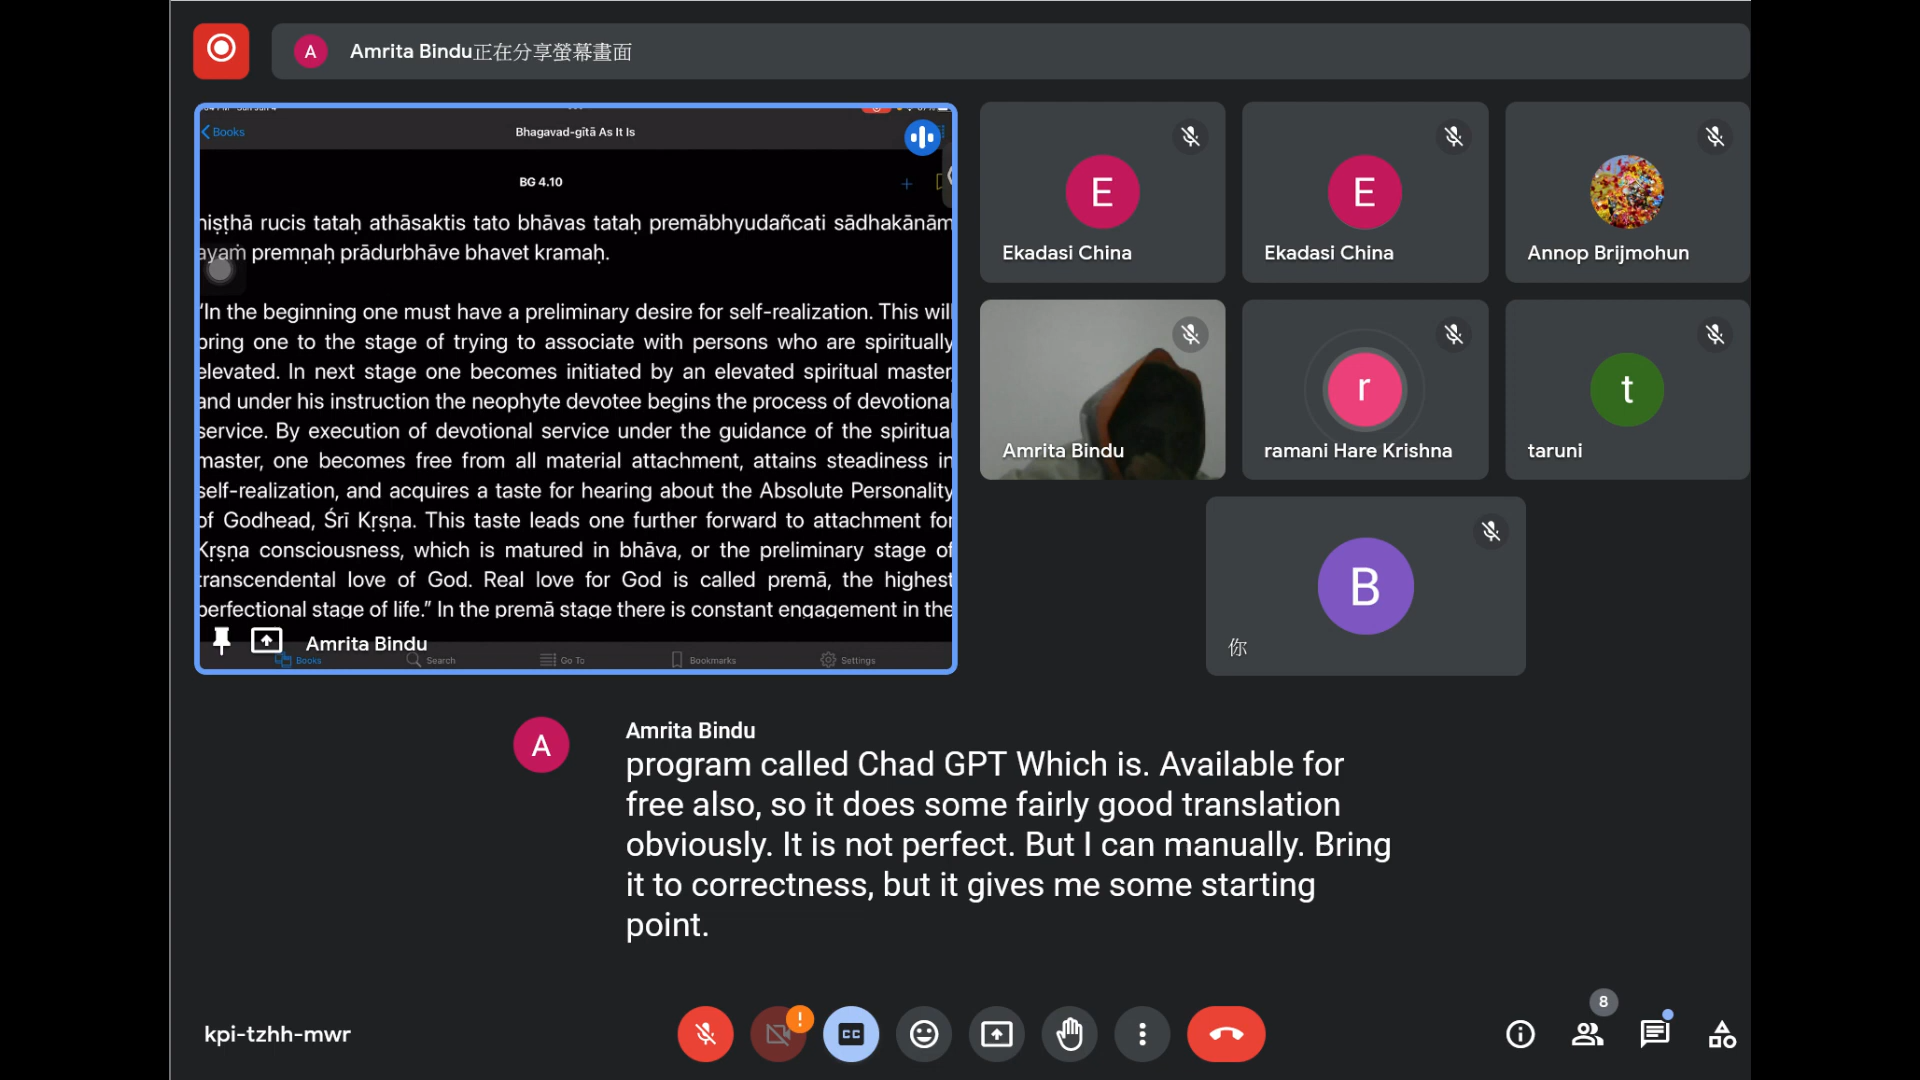 A Amrita Bindu正在分享螢幕畫面
Books
Bhagavad-gītā As It Is
BG 4.10
niṣṭhā rucis tataḥ athāsaktis tato bhāvas tataḥ premābhyudañcati sādhakānām
ayaṁ premṇaḥ prādurbhāve bhavet kramaḥ.
“In the beginning one must have a preliminary desire for self-realization. This will
bring one to the stage of trying to associate with persons who are spiritually
elevated. In next stage one becomes initiated by an elevated spiritual master,
and under his instruction the neophyte devotee begins the process of devotional
service. By execution of devotional service under the guidance of the spiritual
master, one becomes free from all material attachment, attains steadiness in
self-realization, and acquires a taste for hearing about the Absolute Personality
of Godhead, Śrī Kṛṣṇa. This taste leads one further forward to attachment for
Kṛṣṇa consciousness, which is matured in bhāva, or the preliminary stage of
transcendental love of God. Real love for God is called premā, the highest
perfectional stage of life.” In the premā stage there is constant engagement in the
Amrita Bindu
Books Search Go To Bookmarks Settings
E
Ekadasi China
E
Ekadasi China
Annop Brijmohun
Amrita Bindu
r
ramani Hare Krishna
t
taruni
B
你
A
Amrita Bindu
program called Chad GPT Which is. Available for
free also, so it does some fairly good translation
obviously. It is not perfect. But I can manually. Bring
it to correctness, but it gives me some starting
point.
kpi-tzhh-mwr
CC
8